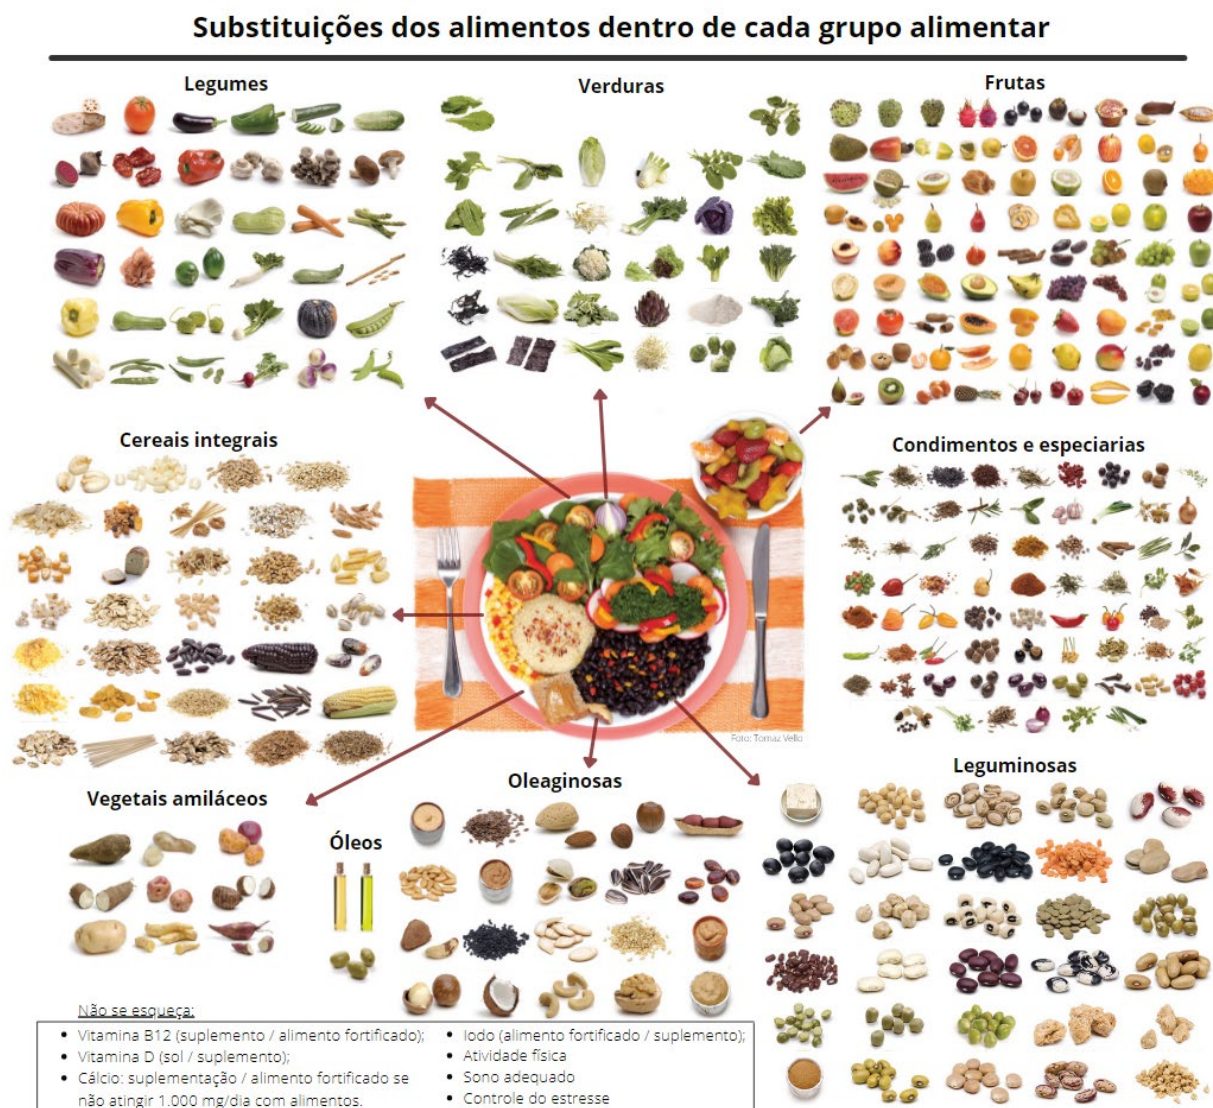 Substituições dos alimentos dentro de cada grupo alimentar
Legumes
Verduras
Frutas
Cereais integrais
Condimentos e especiarias
Foto: Tomaz Vello
Vegetais amiláceos
Óleos
Oleaginosas
Leguminosas
Não se esqueça:
• Vitamina B12 (suplemento / alimento fortificado);
• Vitamina D (sol / suplemento);
• Cálcio: suplementação / alimento fortificado se
não atingir 1.000 mg/dia com alimentos.
• Iodo (alimento fortificado / suplemento);
• Atividade física
• Sono adequado
• Controle do estresse